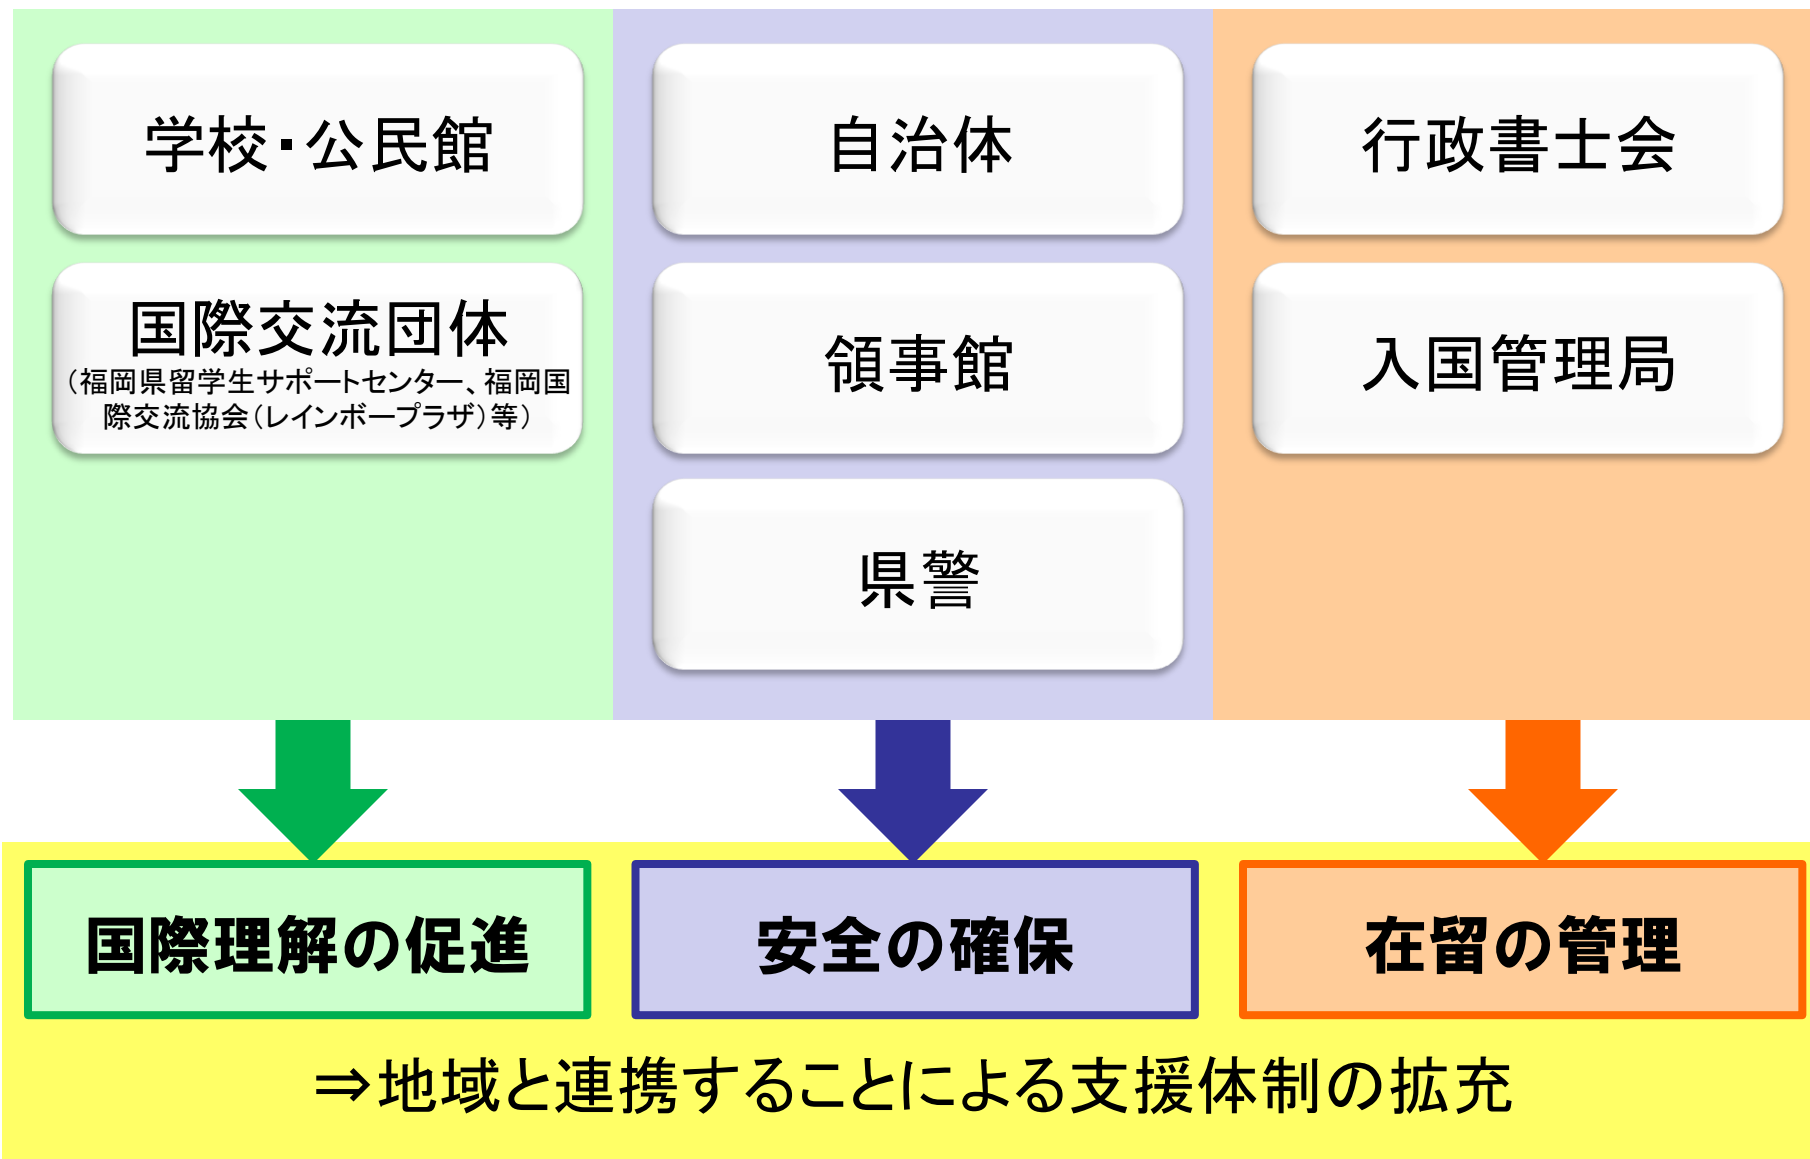 学校・公民館
国際交流団体
（福岡県留学生サポートセンター、福岡国
際交流協会（レインボープラザ）等）
自治体
領事館
県警
行政書士会
入国管理局
国際理解の促進
安全の確保
在留の管理
⇒地域と連携することによる支援体制の拡充